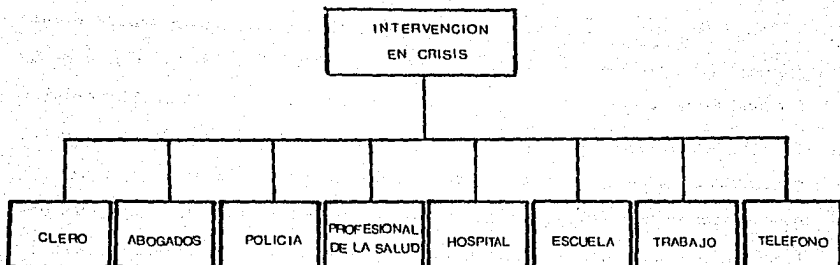 INTERVENCION
EN CRISIS
CLERO
ABOGADOS
POLICIA
PROFESIONAL
DE LA SALUD
HOSPITAL
ESCUELA
TRABAJO
TELEFONO